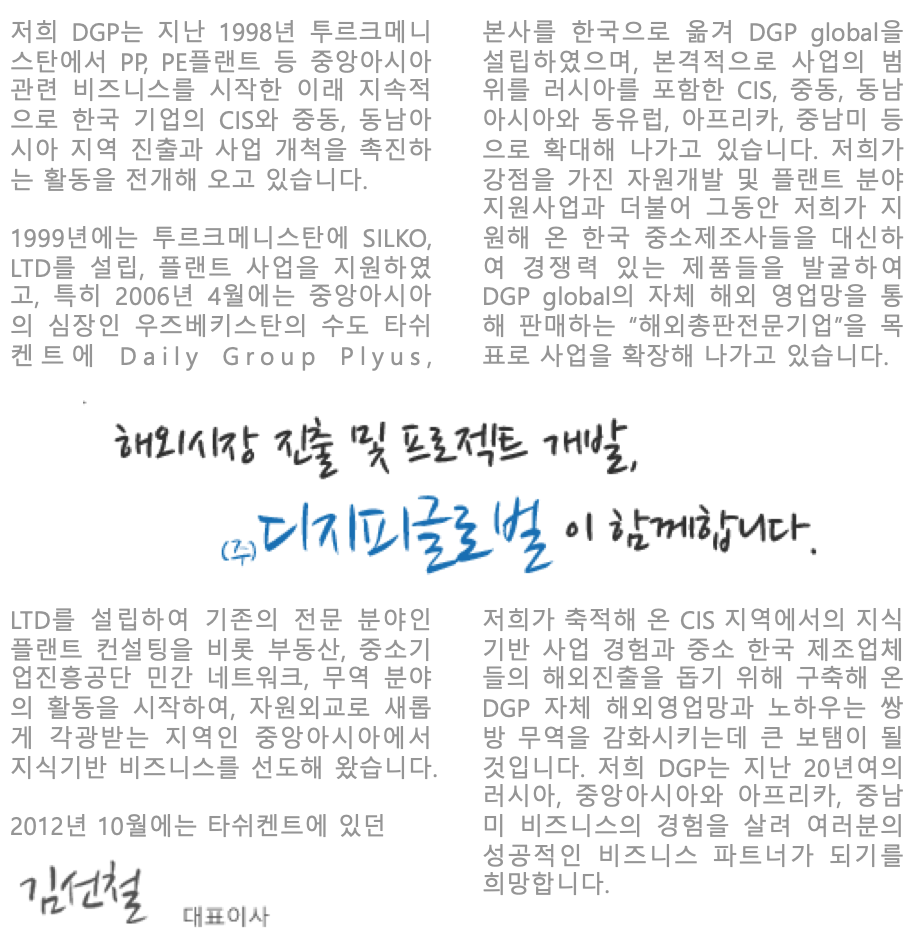 저희 DGP는 지난 1998년 투르크메니
스탄에서 PP, PE플랜트 등 중앙아시아
관련 비즈니스를 시작한 이래 지속적
으로 한국 기업의 CIS와 중동, 동남아
시아 지역 진출과 사업 개척을 촉진하
는 활동을 전개해 오고 있습니다.
1999년에는 투르크메니스탄에 SILKO,
LTD를 설립, 플랜트 사업을 지원하였
고, 특히 2006년 4월에는 중앙아시아
의 심장인 우즈베키스탄의 수도 타쉬
켄트에 Daily Group Plyus,
LTD를 설립하여 기존의 전문 분야인
플랜트 컨설팅을 비롯 부동산, 중소기
업진흥공단 민간 네트워크, 무역 분야
의 활동을 시작하여, 자원외교로 새롭
게 각광받는 지역인 중앙아시아에서
지식기반 비즈니스를 선도해 왔습니다.
2012년 10월에는 타쉬켄트에 있던
본사를 한국으로 옮겨 DGP global을
설립하였으며, 본격적으로 사업의 범
위를 러시아를 포함한 CIS, 중동, 동남
아시아와 동유럽, 아프리카, 중남미 등
으로 확대해 나가고 있습니다. 저희가
강점을 가진 자원개발 및 플랜트 분야
지원사업과 더불어 그동안 저희가 지
원해 온 한국 중소제조사들을 대신하
여 경쟁력 있는 제품들을 발굴하여
DGP global의 자체 해외 영업망을 통
해 판매하는 “해외총판전문기업”을 목
표로 사업을 확장해 나가고 있습니다.
저희가 축적해 온 CIS 지역에서의 지식
기반 사업 경험과 중소 한국 제조업체
들의 해외진출을 돕기 위해 구축해 온
DGP 자체 해외영업망과 노하우는 쌍
방 무역을 감화시키는데 큰 보탬이 될
것입니다. 저희 DGP는 지난 20년여의
러시아, 중앙아시아와 아프리카, 중남
미 비즈니스의 경험을 살려 여러분의
성공적인 비즈니스 파트너가 되기를
희망합니다.
해외시장 진출 및 프로젝트 개발,
(주)디지피글로벌이 함께합니다.
김선철 대표이사